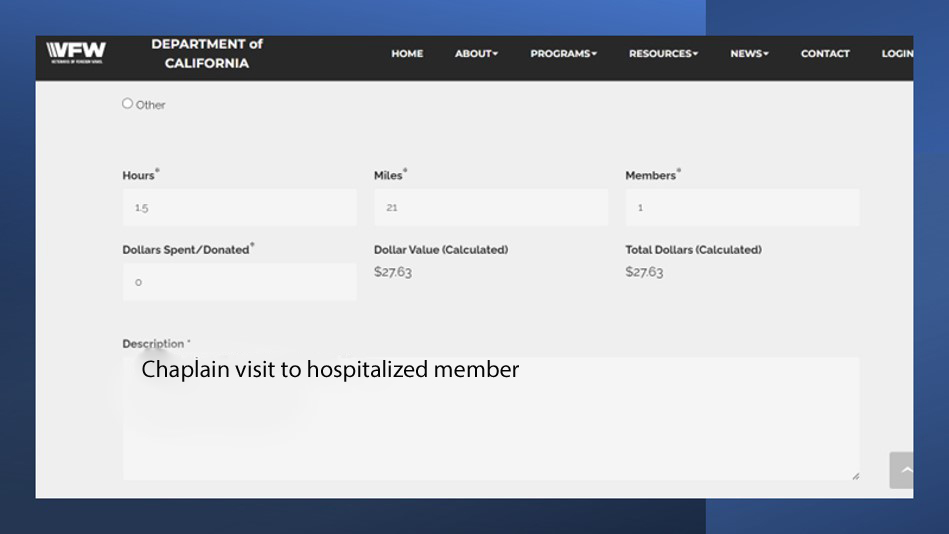 VFW
DEPARTMENT of
CALIFORNIA
HOME ABOUT PROGRAMS RESOURCES NEWS CONTACT LOGIN
Other
Hours* Miles* Members*
1.5 21 1
Dollars Spent/Donated* Dollar Value (Calculated) Total Dollars (Calculated)
$27.63 $27.63
0
Description *
Chaplain visit to hospitalized member